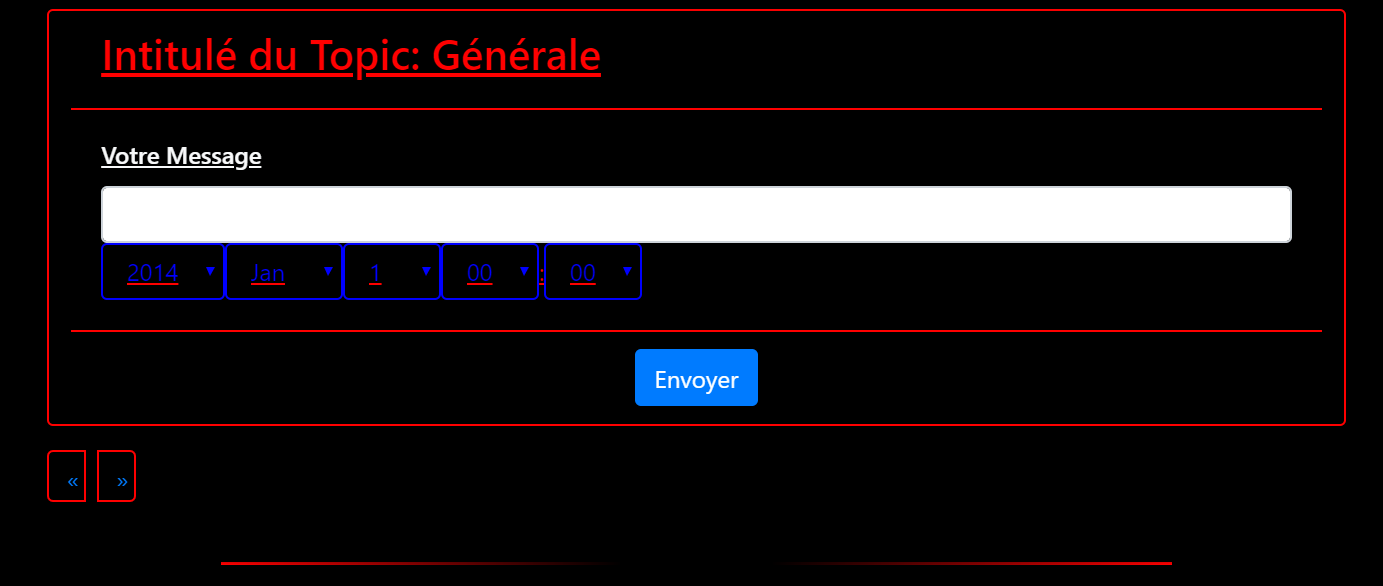 Intitulé du Topic: Générale
Votre Message
2014 Jan 1 00 : 00
Envoyer
« »